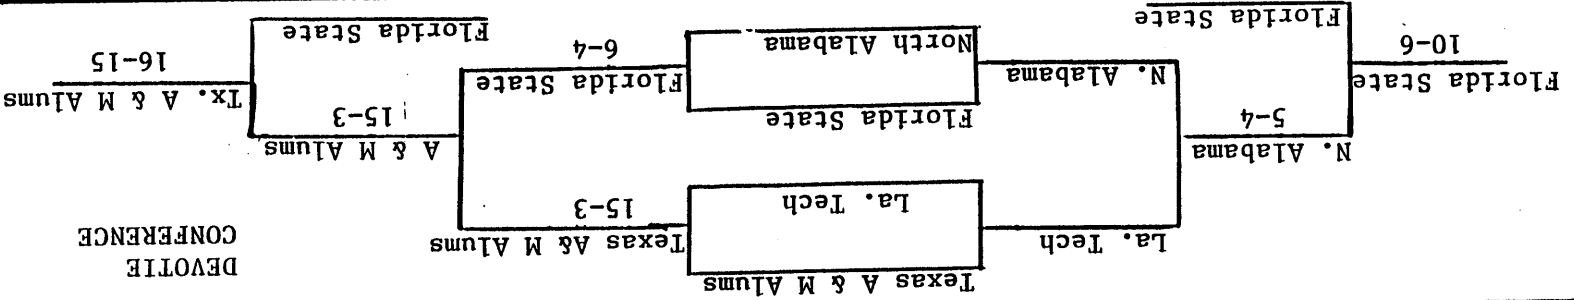 Texas A & M Alums
DEVOTIE
CONFERENCE
La. Tech
Texas A& M Alums
15-3
La. Tech
N. Alabama
5-4
A & M Alums
15-3
Florida State
Florida State
10-6
N. Alabama
Florida State
6-4
Tx. A & M Alums
16-15
North Alabama
Florida State
Florida State